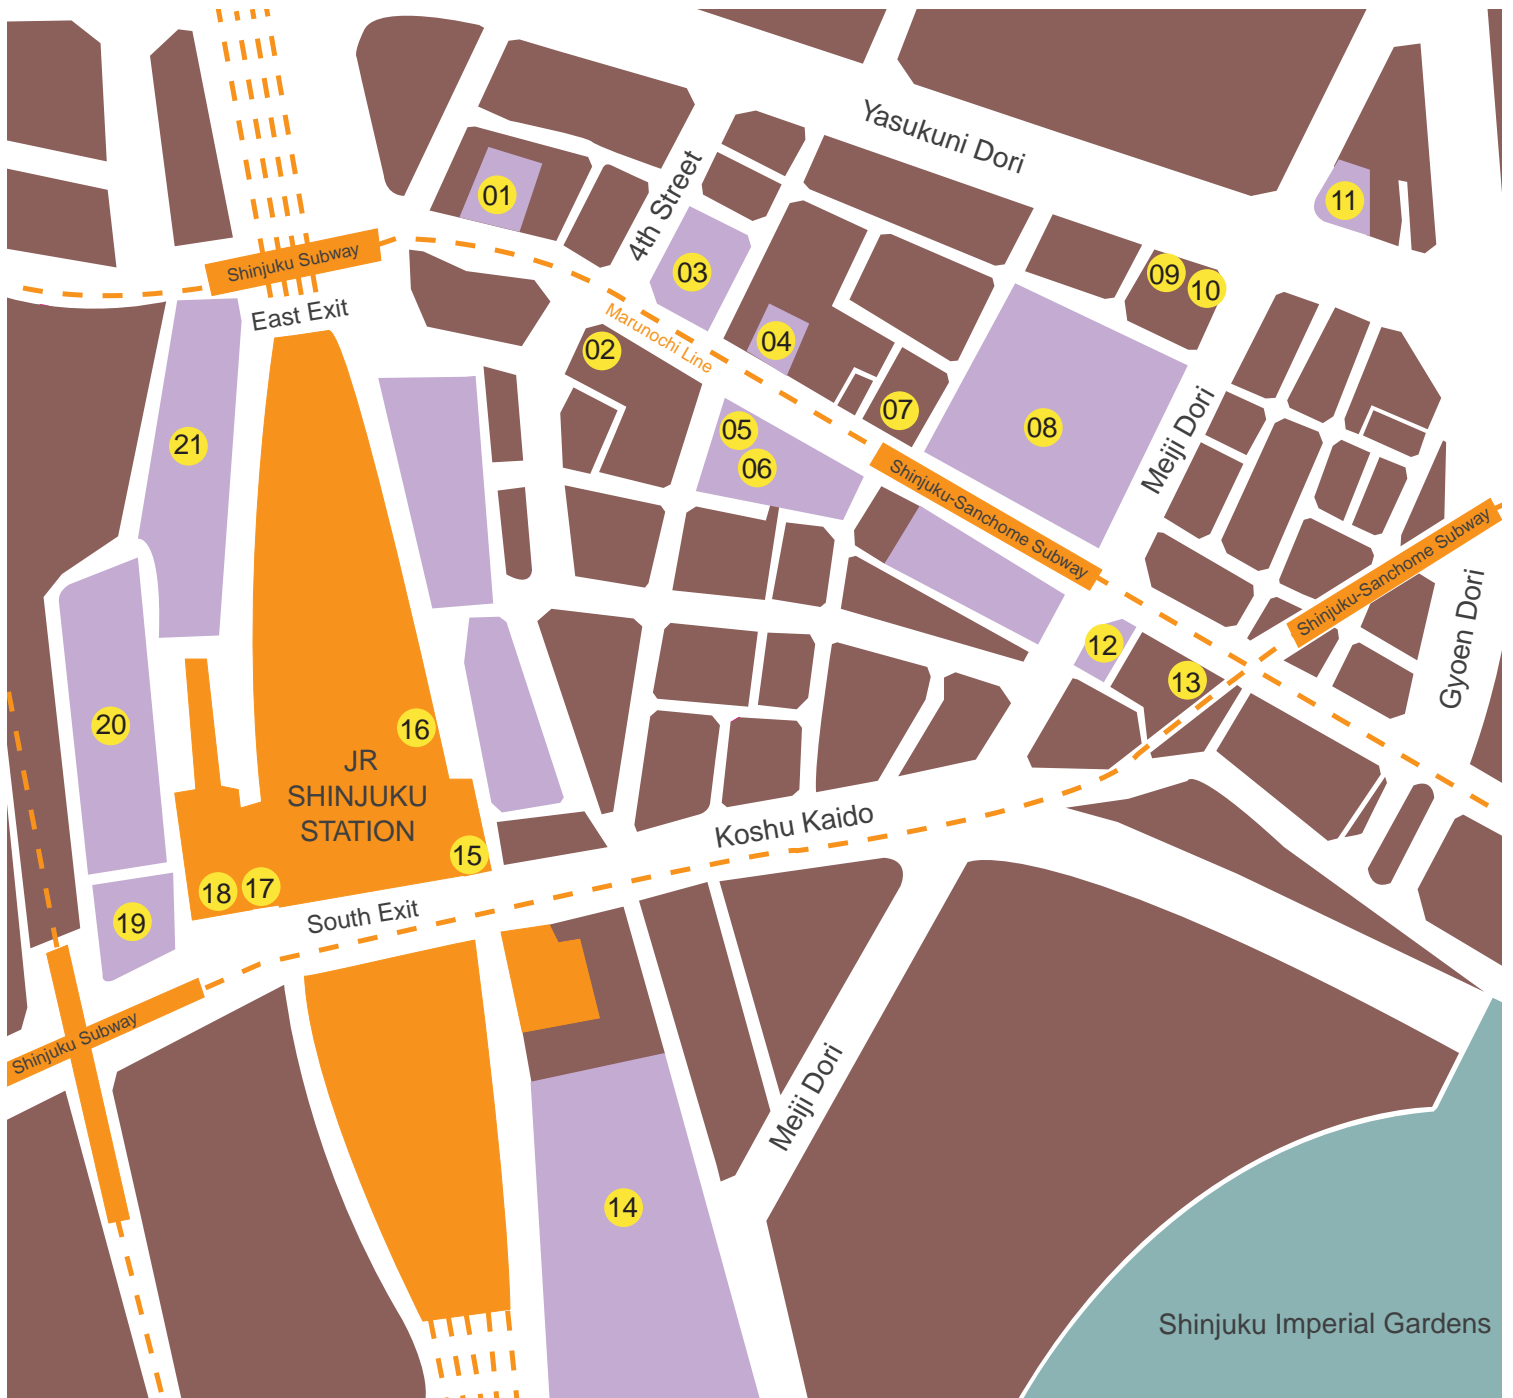 Yasukuni Dori
01
4th Street
11
Shinjuku Subway
03
09
10
East Exit
Marunochi Line
02
04
07
08
Meiji Dori
05
06
21
Shinjuku-Sanchome Subway
Shinjuku-Sanchome Subway
Gyoen Dori
12
13
20
16
JR
SHINJUKU
STATION
Koshu Kaido
15
18
17
19
South Exit
Shinjuku Subway
Meiji Dori
14
Shinjuku Imperial Gardens